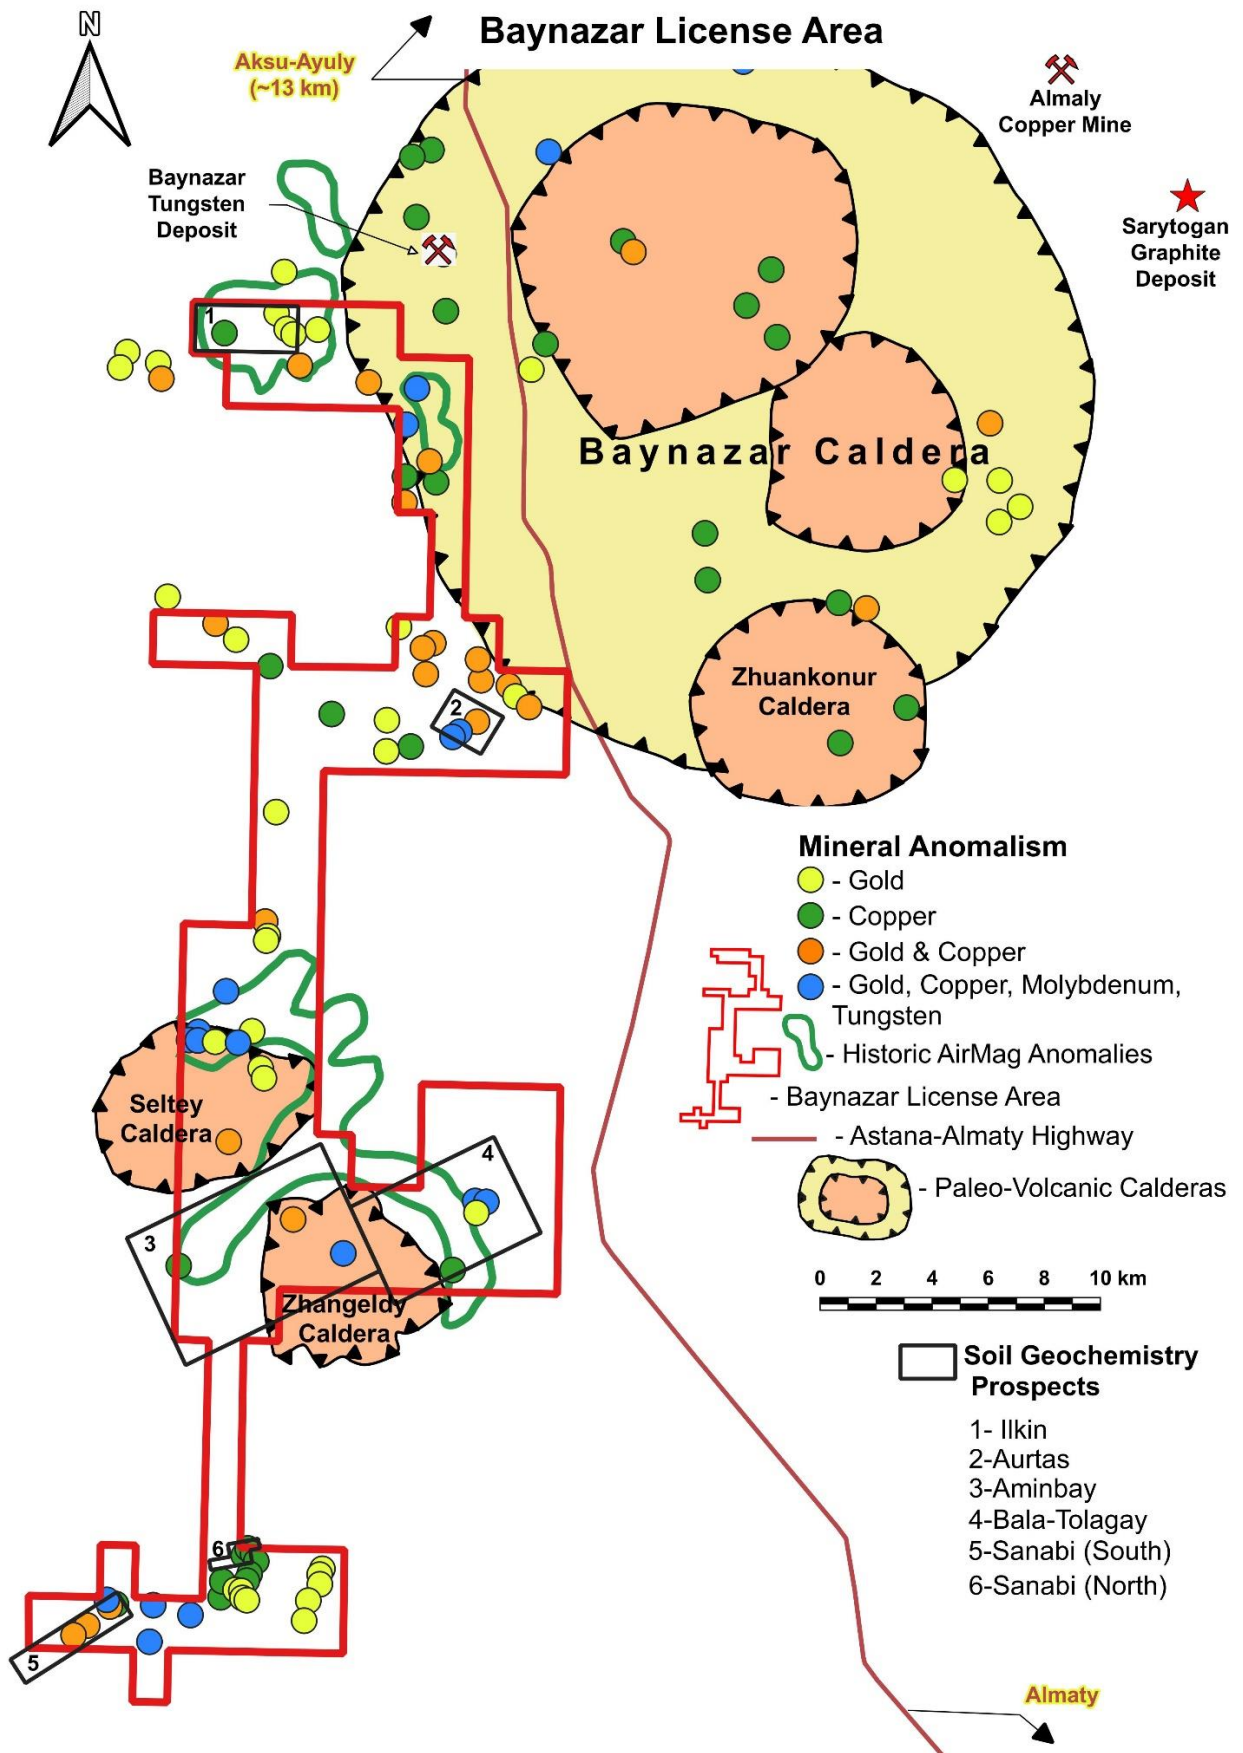 N
Baynazar License Area
Aksu-Ayuly
(~13 km)
Almaly
Copper Mine
Baynazar
Tungsten
Deposit
Sarytogan
Graphite
Deposit
1
Baynazar Caldera
2
Zhuankonur
Caldera
Mineral Anomalism
- Gold
- Copper
- Gold & Copper
- Gold, Copper, Molybdenum,
Tungsten
- Historic AirMag Anomalies
- Baynazar License Area
- Astana-Almaty Highway
- Paleo-Volcanic Calderas
Seltey
Caldera
4
3
Zhangeldy
Caldera
0 2 4 6 8 10 km
Soil Geochemistry
Prospects
1- Ilkin
2-Aurtas
3-Aminbay
4-Bala-Tolagay
5-Sanabi (South)
6-Sanabi (North)
6
5
Almaty